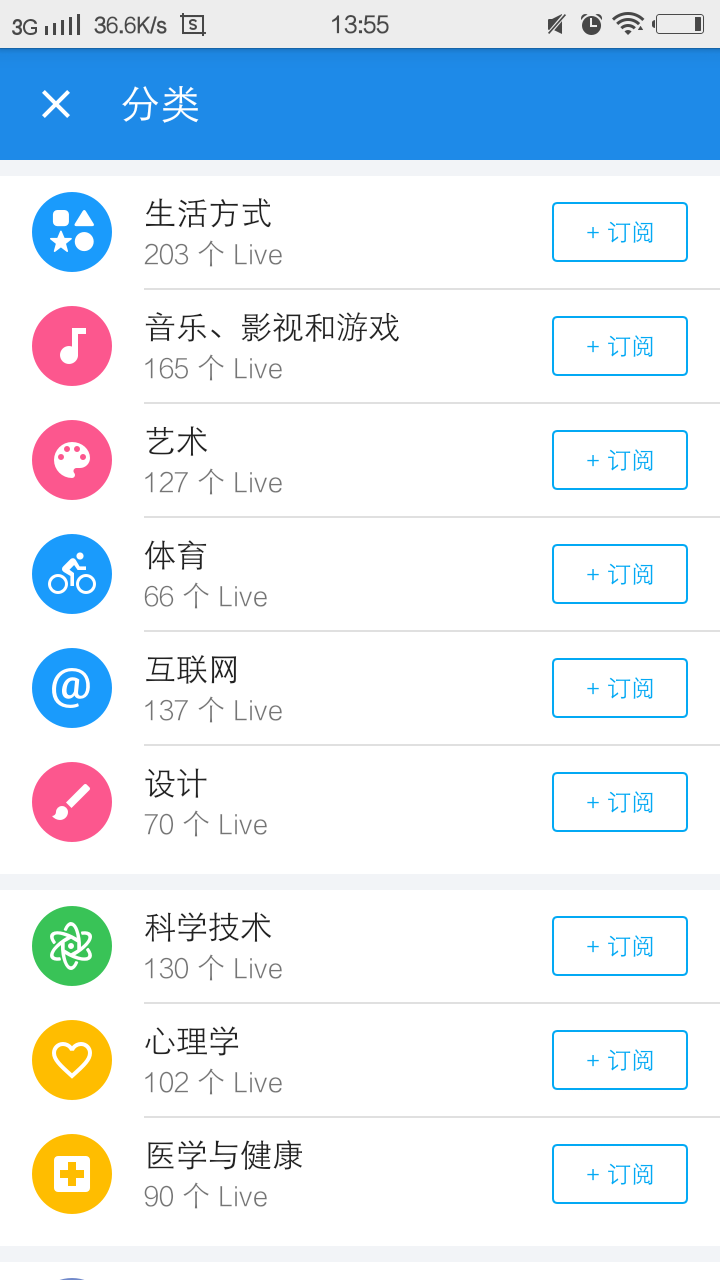 3G 36.6K/s S 13:55
分类
生活方式
203 个 Live
+ 订阅
音乐、影视和游戏
165 个 Live
+ 订阅
艺术
127 个 Live
+ 订阅
体育
66 个 Live
+ 订阅
@
互联网
137 个 Live
+ 订阅
设计
70 个 Live
+ 订阅
科学技术
130 个 Live
+ 订阅
心理学
102 个 Live
+ 订阅
医学与健康
90 个 Live
+ 订阅